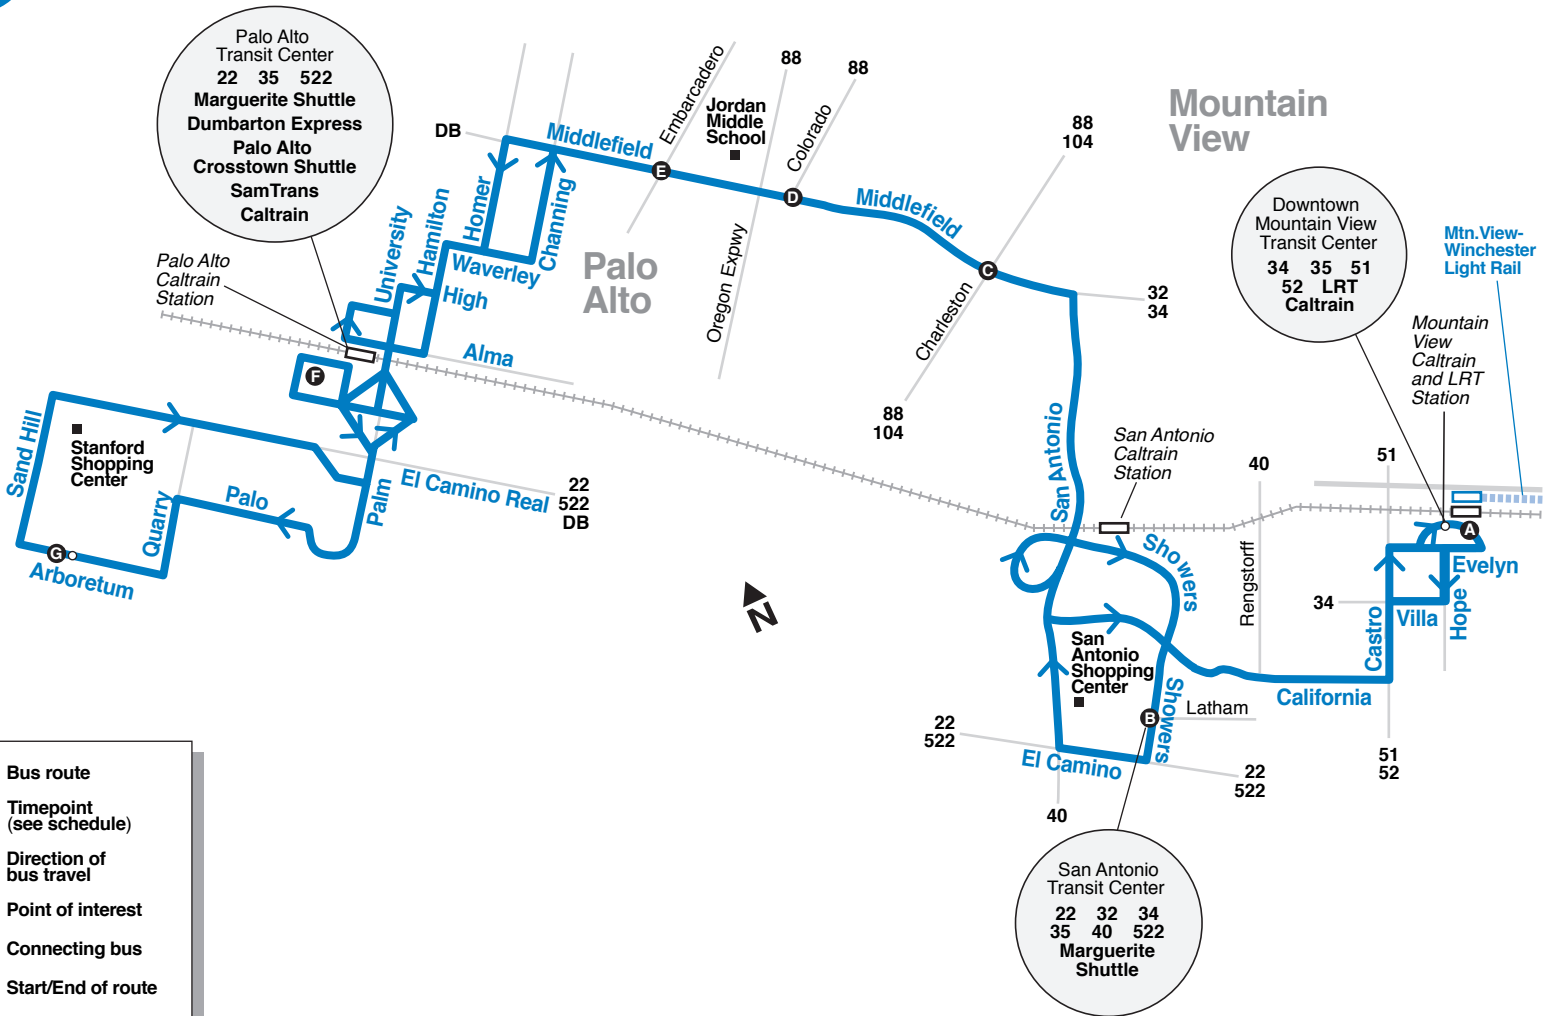 Palo Alto
Transit Center
22 35 522
Marguerite Shuttle
Dumbarton Express
Palo Alto
Crosstown Shuttle
SamTrans
Caltrain
Palo Alto
Caltrain
Station
DB
Middlefield
Embarcadero
E
Jordan
Middle
School
88
88
Colorado
D
Oregon Expwy
Middlefield
88
104
C
Charleston
88
104
32
34
Mountain
View
Palo
Alto
Homer
Channing
Waverley
Hamilton
University
High
Alma
F
Sand Hill
Stanford
Shopping
Center
Palo
Quarry
G
Arboretum
Palm
El Camino Real
22
522
DB
N
San Antonio
San Antonio
Caltrain
Station
Showers
San
Antonio
Shopping
Center
B
Showers
Latham
22
522
El Camino
22
522
40
San Antonio
Transit Center
22 32 34
35 40 522
Marguerite
Shuttle
Downtown
Mountain View
Transit Center
34 35 51
52 LRT
Caltrain
Mtn.View-
Winchester
Light Rail
Mountain
View
Caltrain
and LRT
Station
40
51
Rengstorff
A
Evelyn
34
Villa
Hope
Castro
California
51
52
Bus route
Timepoint
(see schedule)
Direction of
bus travel
Point of interest
Connecting bus
Start/End of route